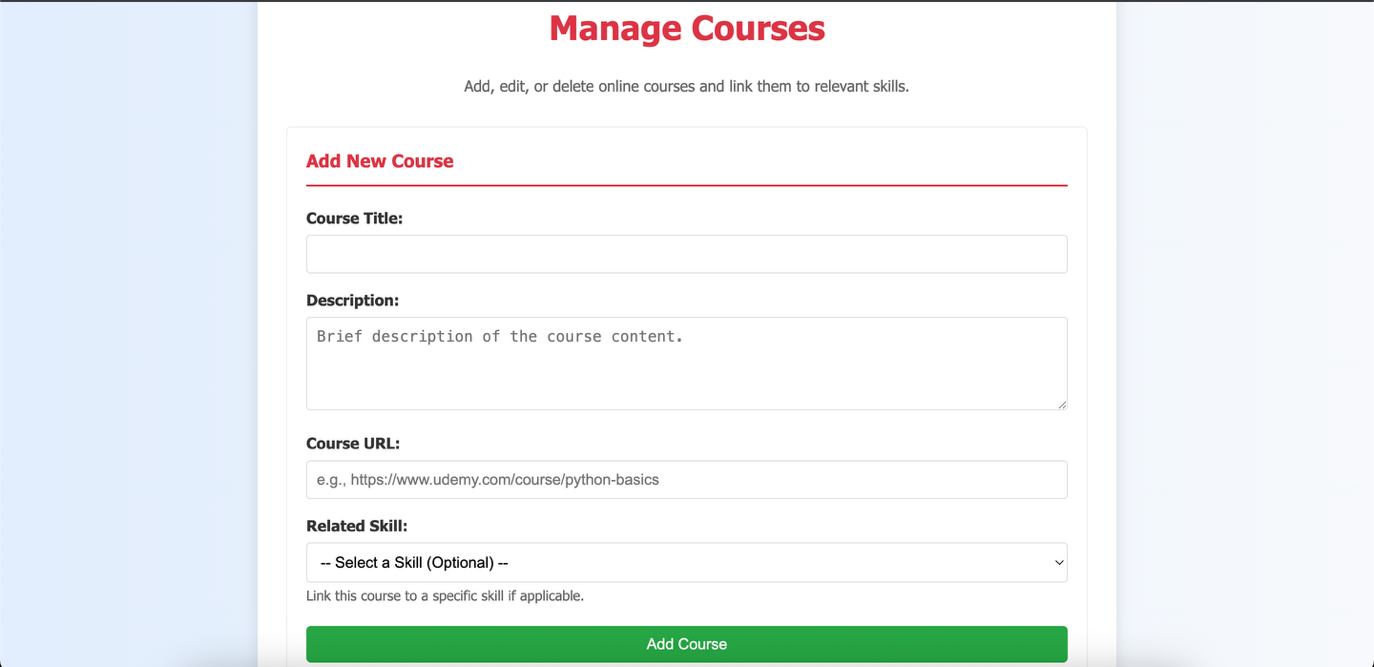 Manage Courses
Add, edit, or delete online courses and link them to relevant skills.
Add New Course
Course Title:
Description:
Brief description of the course content.
Course URL:
e.g., https://www.udemy.com/course/python-basics
Related Skill:
-- Select a Skill (Optional) --
Link this course to a specific skill if applicable.
Add Course